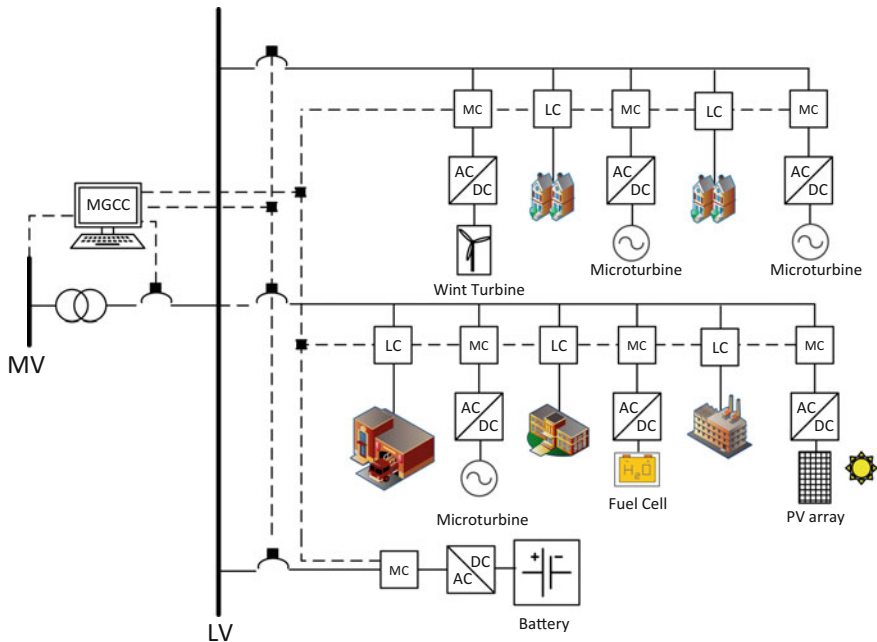 MC
LC
MC
LC
MC
AC
DC
AC
DC
AC
DC
MGCC
Wint Turbine
Microturbine
Microturbine
MV
LC
MC
LC
MC
LC
MC
AC
DC
AC
DC
AC
DC
H₂O
Microturbine
Fuel Cell
PV array
MC
DC
AC
+ -
Battery
LV